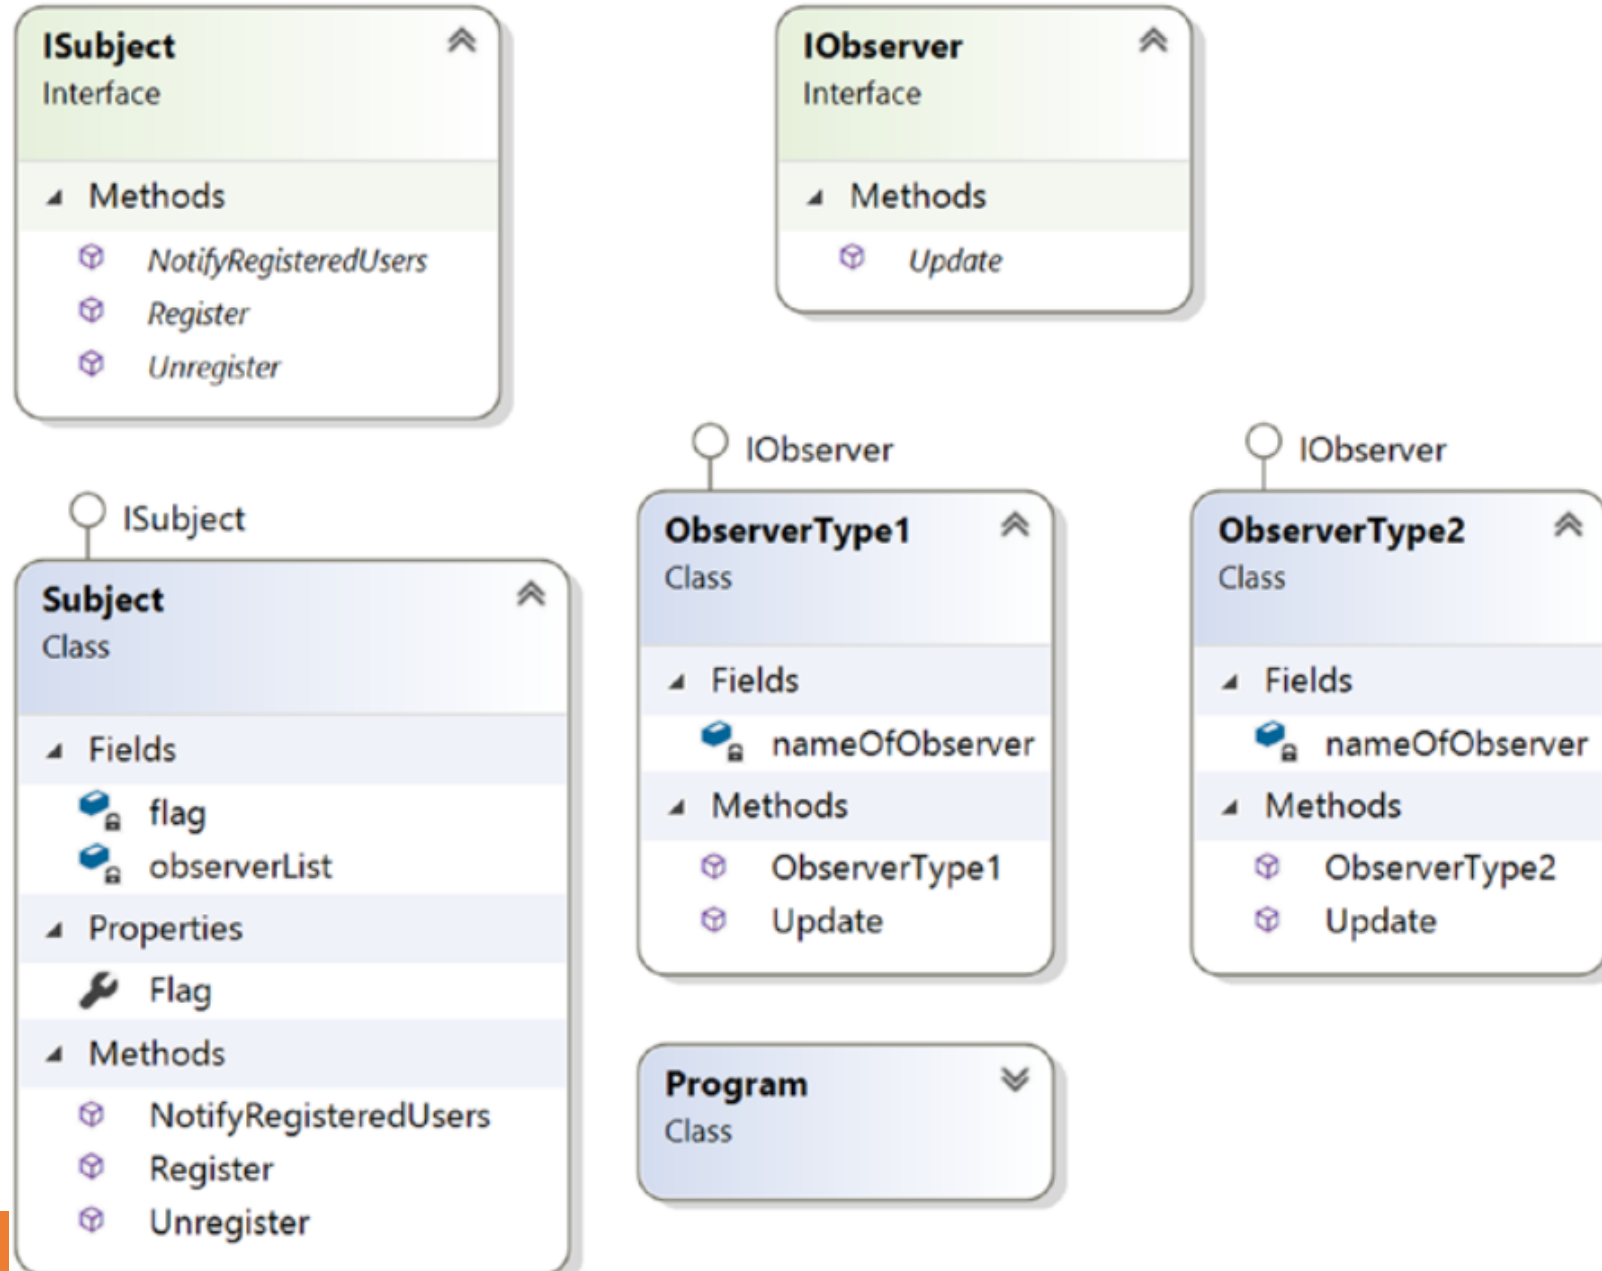 ISubject
Interface
Methods
NotifyRegisteredUsers
Register
Unregister
IObserver
Interface
Methods
Update
ISubject
Subject
Class
Fields
flag
observerList
Properties
Flag
Methods
NotifyRegisteredUsers
Register
Unregister
IObserver
ObserverType1
Class
Fields
nameOfObserver
Methods
ObserverType1
Update
IObserver
ObserverType2
Class
Fields
nameOfObserver
Methods
ObserverType2
Update
Program
Class